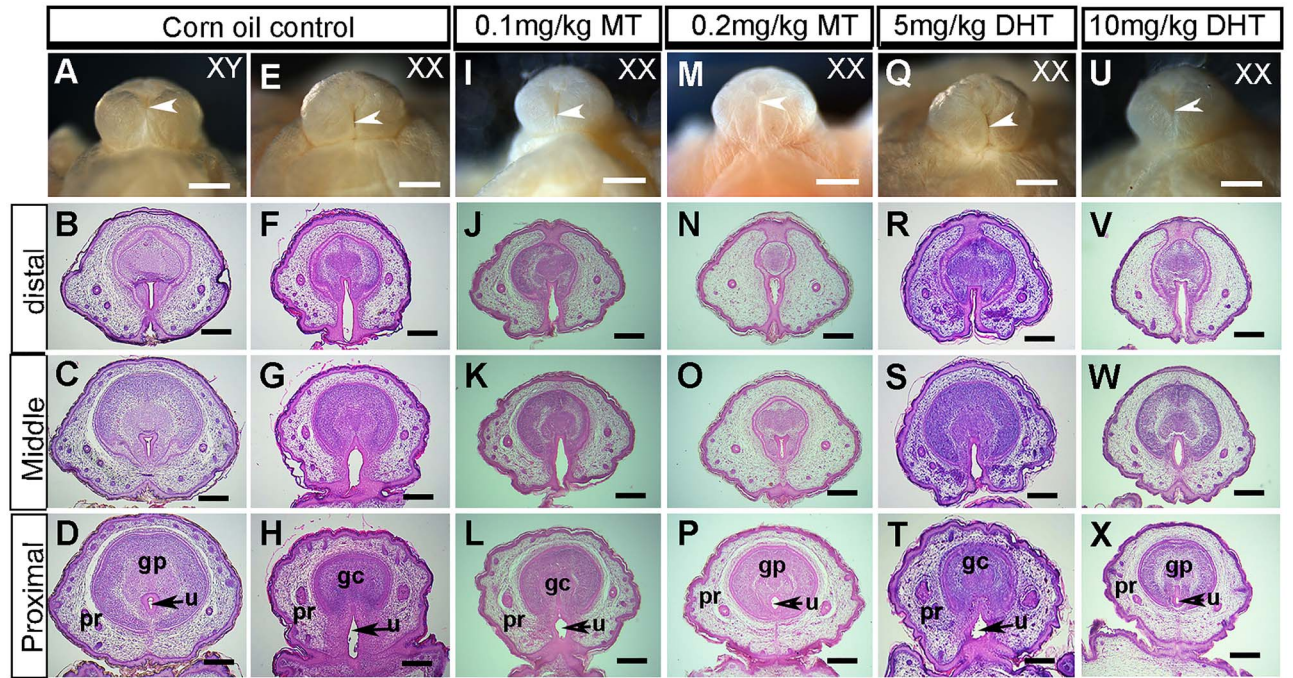 Corn oil control 0.1mg/kg MT 0.2mg/kg MT 5mg/kg DHT 10mg/kg DHT
A XY E XX I XX M XX Q XX U XX
distal B F J N R V
Middle C G K O S W
Proximal D H L P T X
gp gc gc gp gc gp
pr u pr u pr u pr u pr u pr u